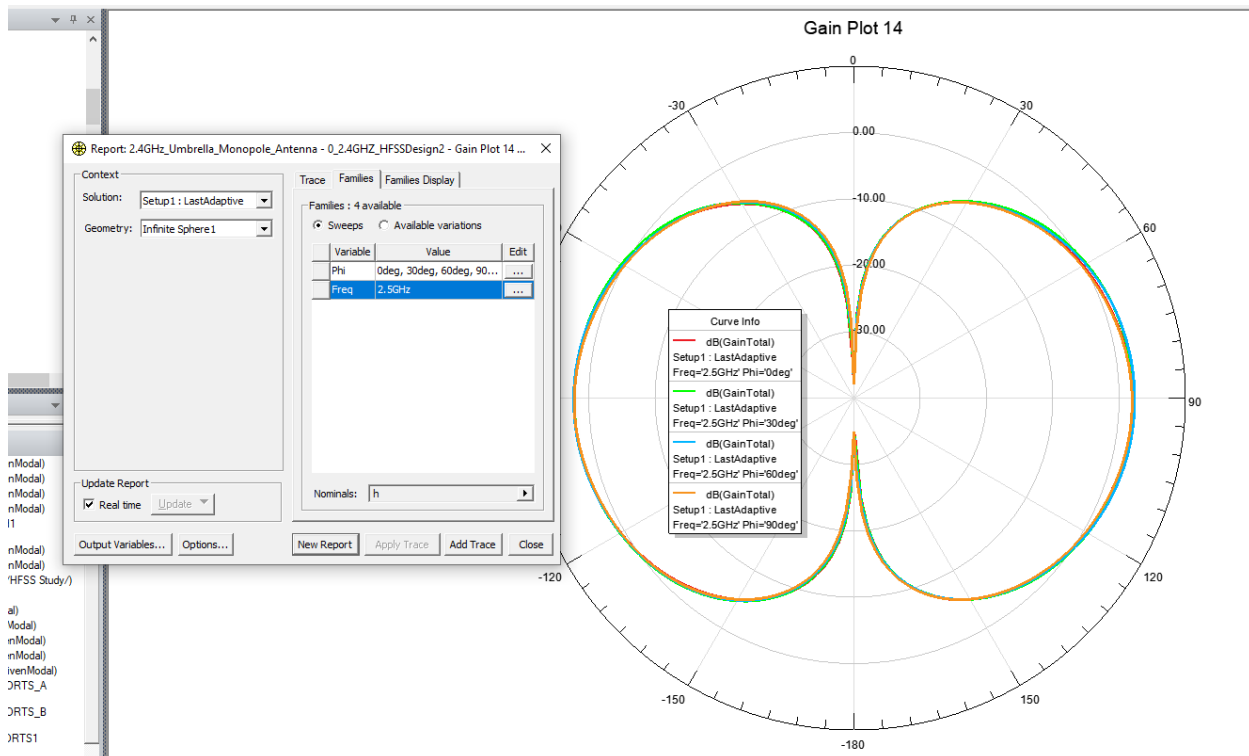 Gain Plot 14
0
-30
30
0.00
-10.00
60
-20.00
-30.00
90
-120
120
-150
150
-180
Report: 2.4GHz_Umbrella_Monopole_Antenna - 0_2.4GHZ_HFSSDesign2 - Gain Plot 14 ...
Context
Solution:
Setup1 : LastAdaptive
Geometry:
Infinite Sphere1
Trace
Families
Families Display
Families : 4 available
Sweeps
Available variations
Variable
Value
Edit
Phi
0deg, 30deg, 60deg, 90...
...
Freq
2.5GHz
...
Nominals:
h
Update Report
Real time
Update
Output Variables...
Options...
New Report
Apply Trace
Add Trace
Close
Curve Info
dB(GainTotal)
Setup1 : LastAdaptive
Freq='2.5GHz' Phi='0deg'
dB(GainTotal)
Setup1 : LastAdaptive
Freq='2.5GHz' Phi='30deg'
dB(GainTotal)
Setup1 : LastAdaptive
Freq='2.5GHz' Phi='60deg'
dB(GainTotal)
Setup1 : LastAdaptive
Freq='2.5GHz' Phi='90deg'
enModal)
enModal)
enModal)
enModal)
enModal)
enModal)
/HFSS Study/)
al)
Modal)
enModal)
enModal)
ivenModal)
ORTS_A
ORTS_B
ORTS1